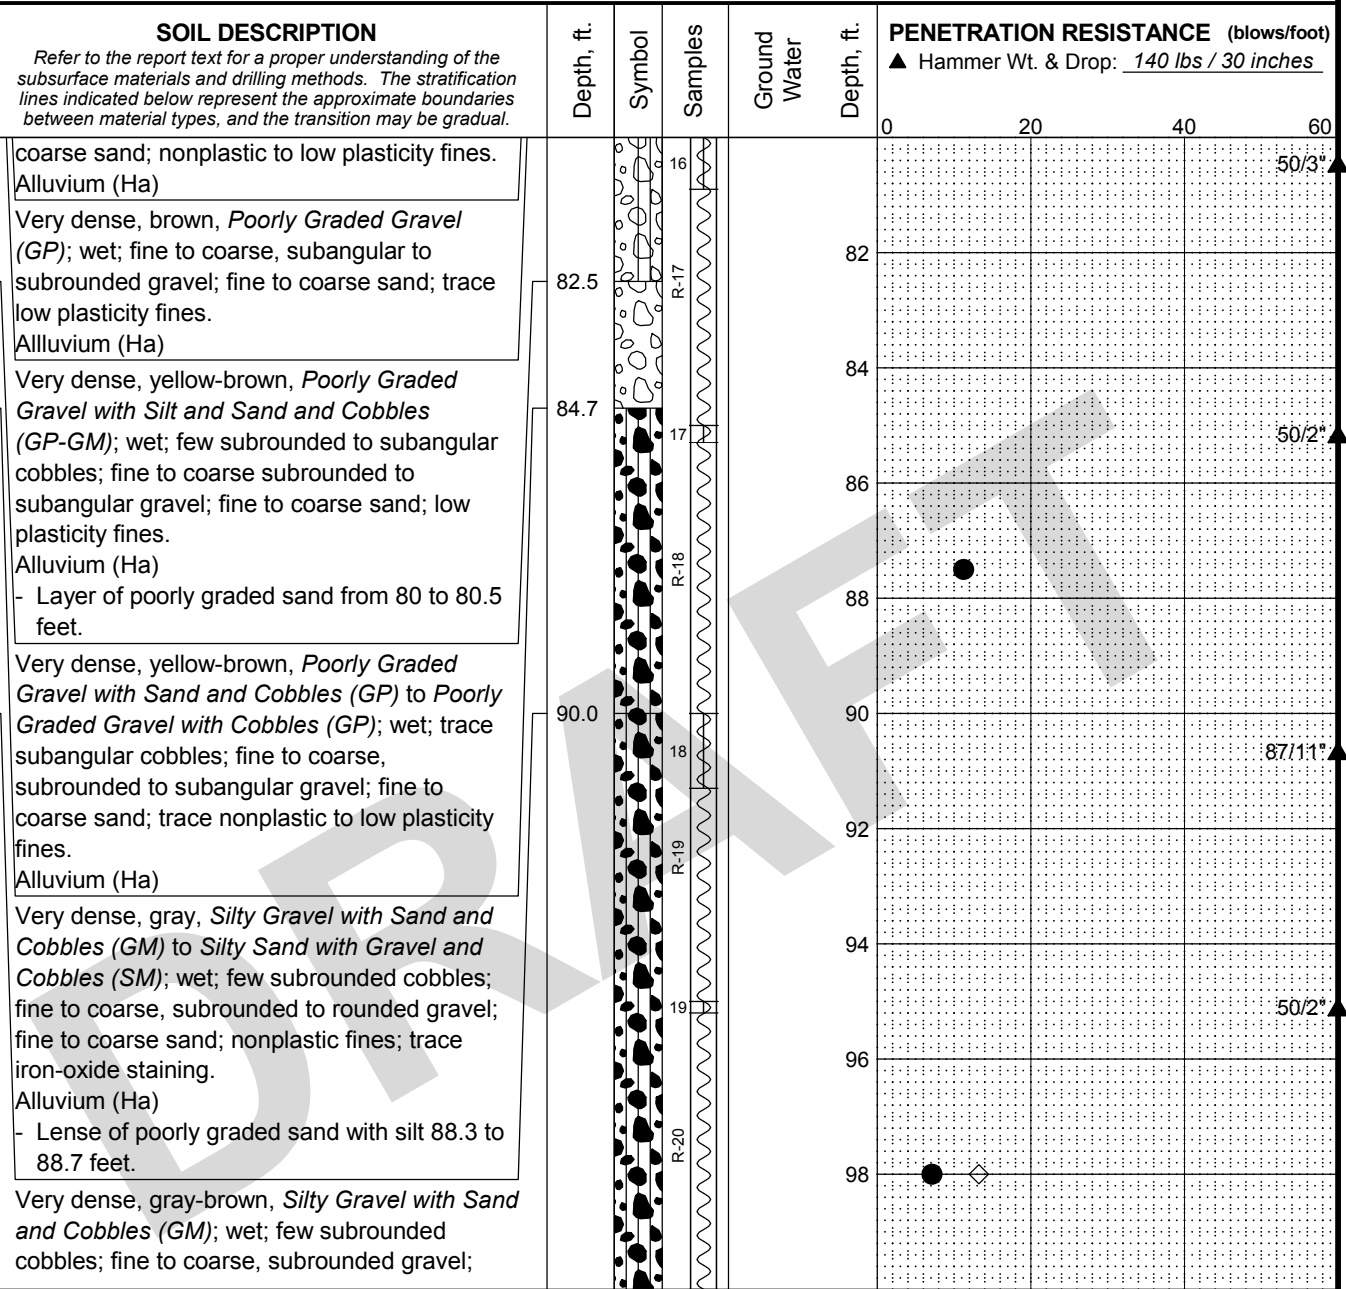 SOIL DESCRIPTION
Refer to the report text for a proper understanding of the
subsurface materials and drilling methods. The stratification
lines indicated below represent the approximate boundaries
between material types, and the transition may be gradual.
Depth, ft.
Symbol
Samples
Ground
Water
Depth, ft.
PENETRATION RESISTANCE (blows/foot)
▲ Hammer Wt. & Drop: 140 lbs / 30 inches
0 20 40 60
coarse sand; nonplastic to low plasticity fines.
Alluvium (Ha)
Very dense, brown, Poorly Graded Gravel
(GP); wet; fine to coarse, subangular to
subrounded gravel; fine to coarse sand; trace
low plasticity fines.
Allluvium (Ha)
Very dense, yellow-brown, Poorly Graded
Gravel with Silt and Sand and Cobbles
(GP-GM); wet; few subrounded to subangular
cobbles; fine to coarse subrounded to
subangular gravel; fine to coarse sand; low
plasticity fines.
Alluvium (Ha)
- Layer of poorly graded sand from 80 to 80.5
feet.
Very dense, yellow-brown, Poorly Graded
Gravel with Sand and Cobbles (GP) to Poorly
Graded Gravel with Cobbles (GP); wet; trace
subangular cobbles; fine to coarse,
subrounded to subangular gravel; fine to
coarse sand; trace nonplastic to low plasticity
fines.
Alluvium (Ha)
Very dense, gray, Silty Gravel with Sand and
Cobbles (GM) to Silty Sand with Gravel and
Cobbles (SM); wet; few subrounded cobbles;
fine to coarse, subrounded to rounded gravel;
fine to coarse sand; nonplastic fines; trace
iron-oxide staining.
Alluvium (Ha)
- Lense of poorly graded sand with silt 88.3 to
88.7 feet.
Very dense, gray-brown, Silty Gravel with Sand
and Cobbles (GM); wet; few subrounded
cobbles; fine to coarse, subrounded gravel;
82.5
84.7
90.0
16
R-17
17
R-18
18
R-19
19
R-20
82
84
86
88
90
92
94
96
98
50/3"
50/2"
87/11"
50/2"
DRAFT